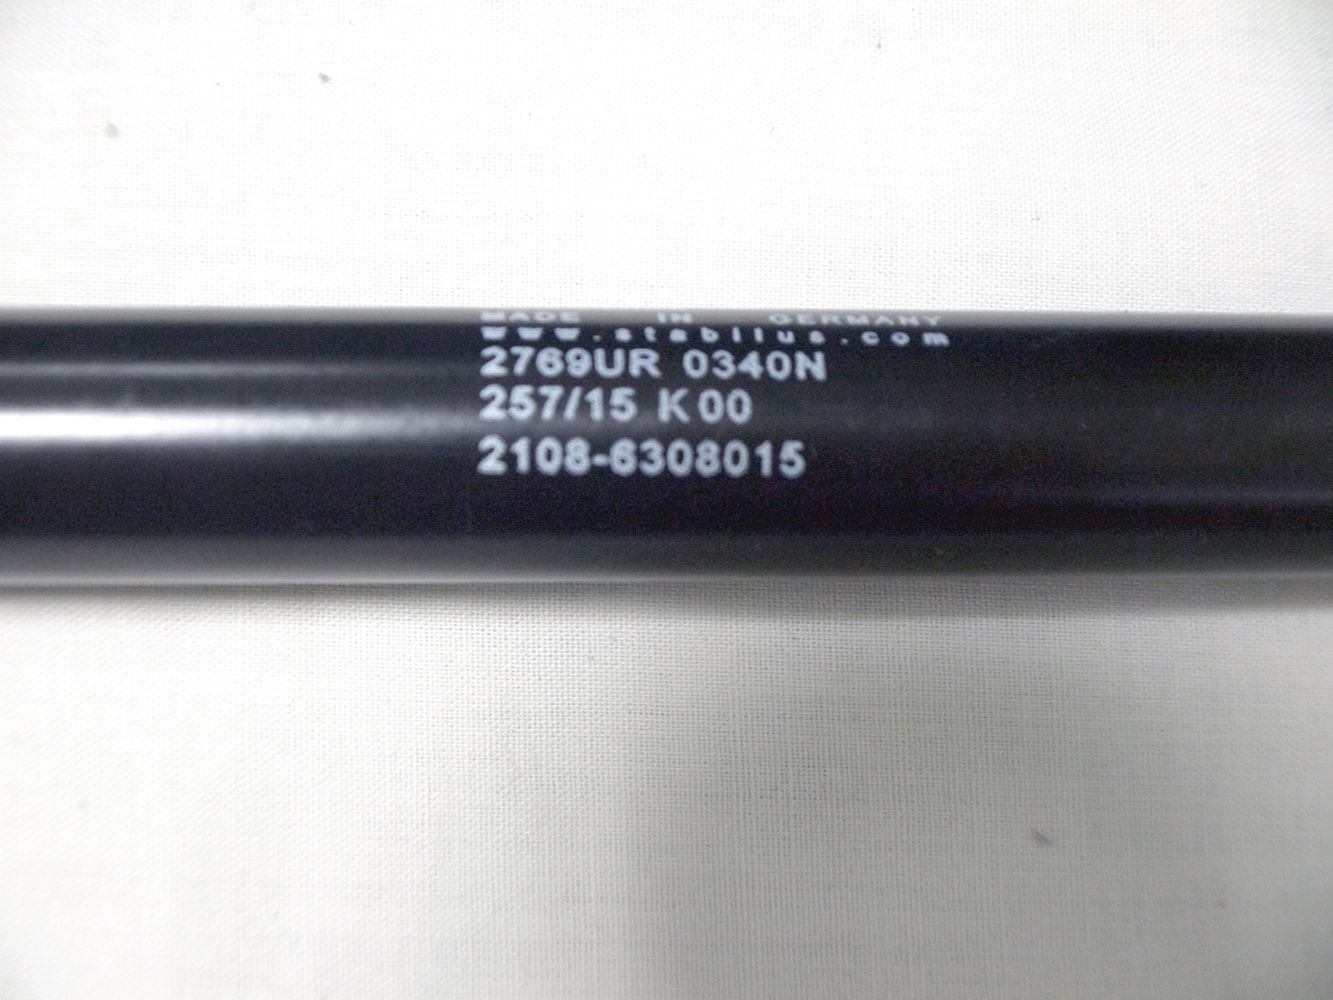 MADE IN GERMANY
www.stabilus.com
2769UR 0340N
257/15 K00
2108-6308015